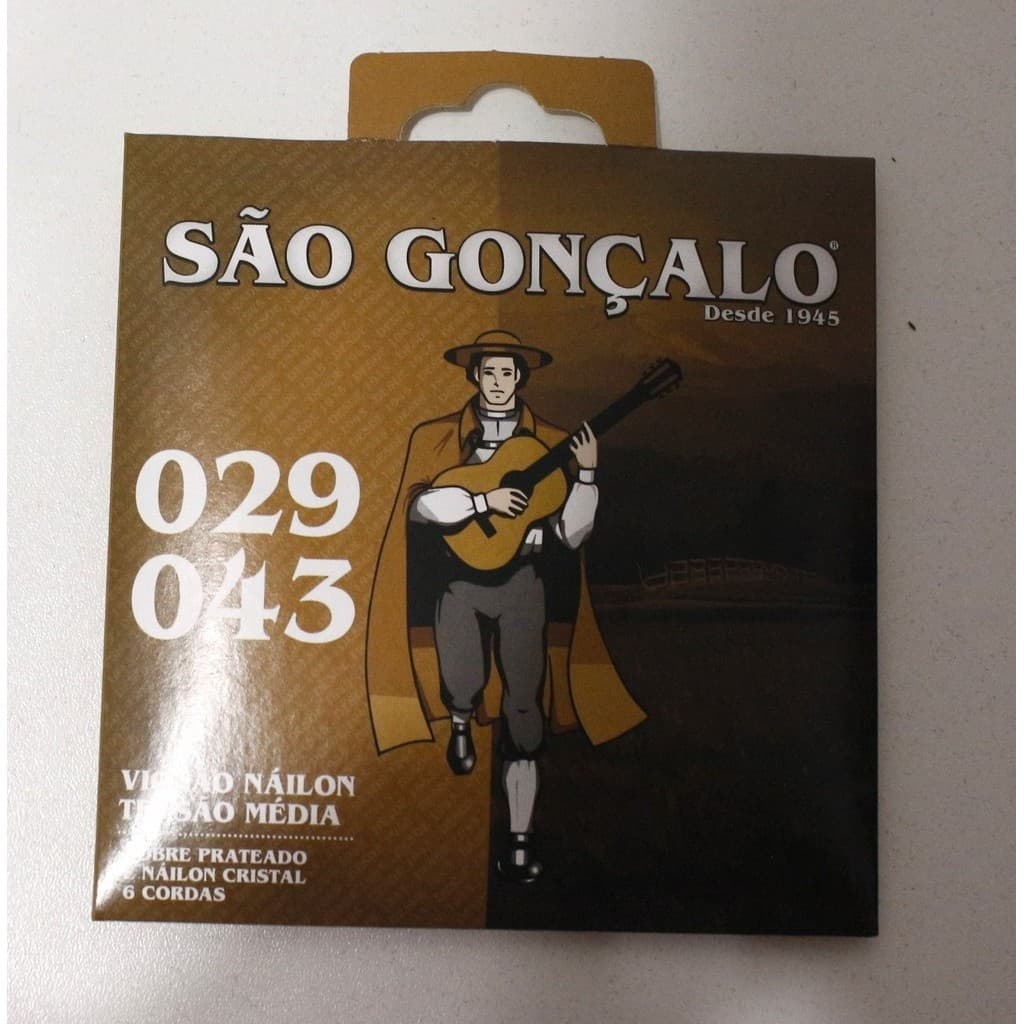 SÃO GONÇALO®
Desde 1945
029
043
NÁILON
MÉDIA
PRATEADO
NÁILON CRISTAL
6 CORDAS